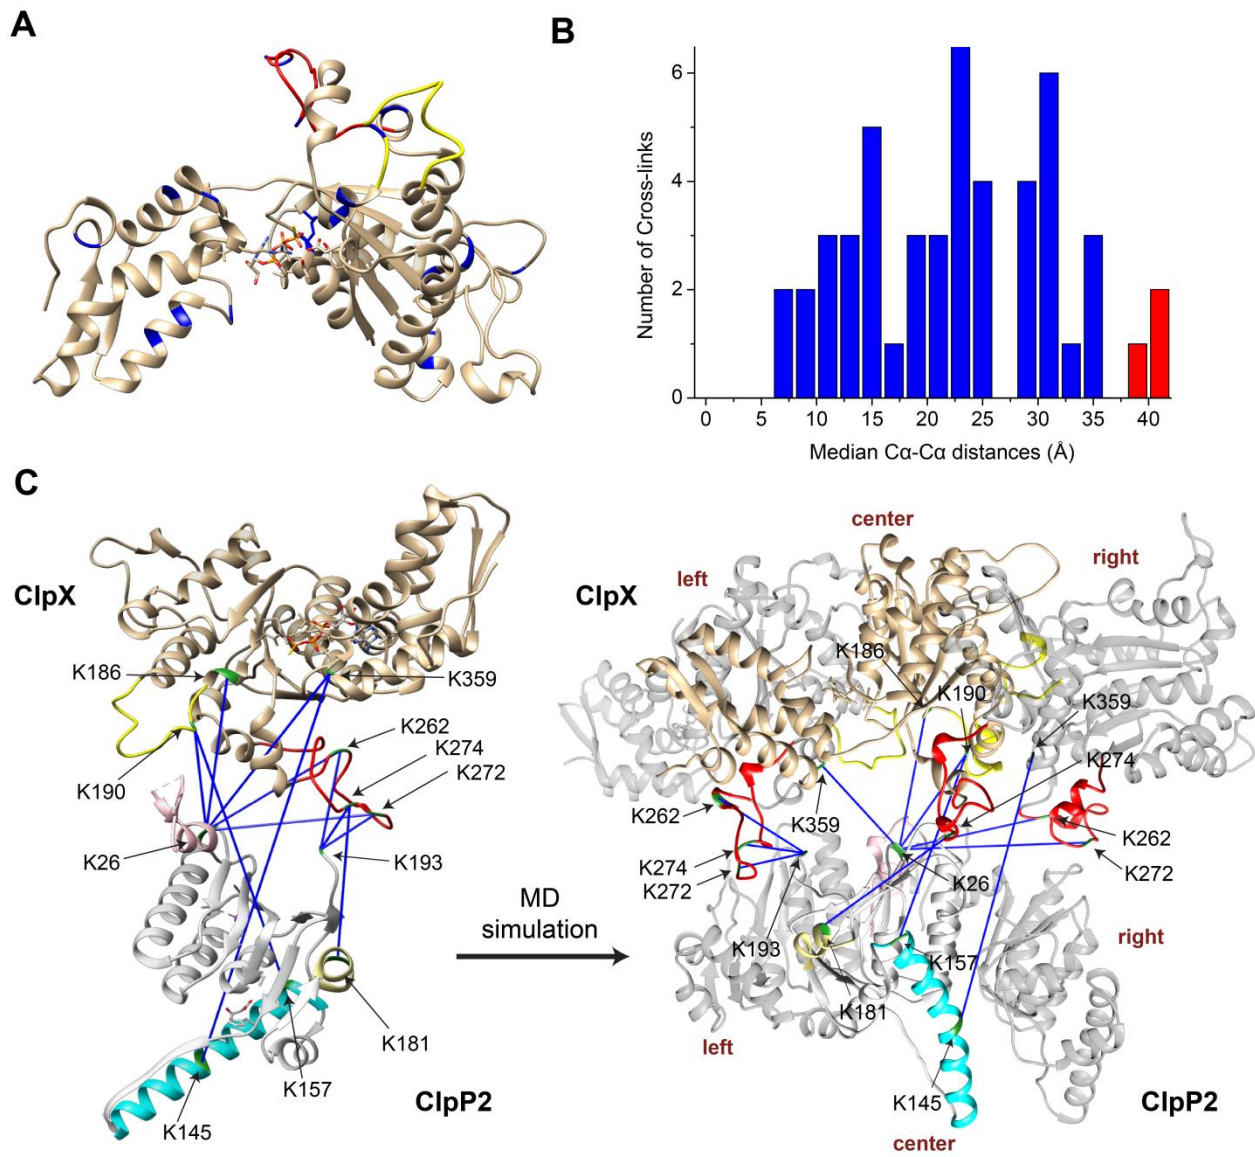 A
B
Number of Cross-links
6
4
2
0
0 5 10 15 20 25 30 35 40
Median Cα-Cα distances (Å)
C
ClpX
K186
K359
K262
K274
K272
K190
K26
K193
K181
K157
K145
ClpP2
MD
simulation
center
right
left
ClpX
K186
K190
K359
K274
K262
K359
K262
K274
K272
K272
K26
K193
K157
K181
right
left
K145
ClpP2
center